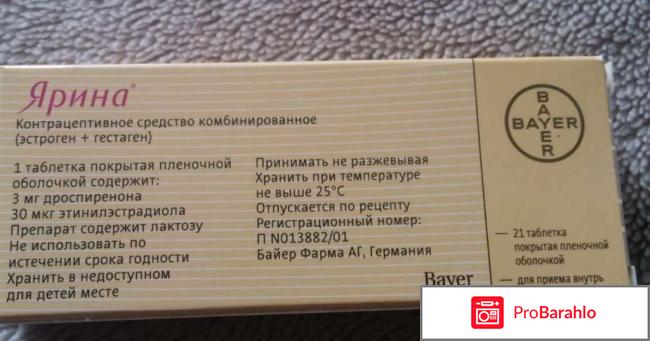 Ярина®
Контрацептивное средство комбинированное
(эстроген + гестаген)
1 таблетка покрытая пленочной
оболочкой содержит:
3 мг дроспиренона
30 мкг этинилэстрадиола
Препарат содержит лактозу
Не использовать по
истечении срока годности
Хранить в недоступном
для детей месте
Принимать не разжевывая
Хранить при температуре
не выше 25°C
Отпускается по рецепту
Регистрационный номер:
П N013882/01
Байер Фарма АГ, Германия
Bayer
BAYER
BAYER
— 21 таблетка
покрытая пленочной
оболочкой
— для приема внутрь
ProBarahlo